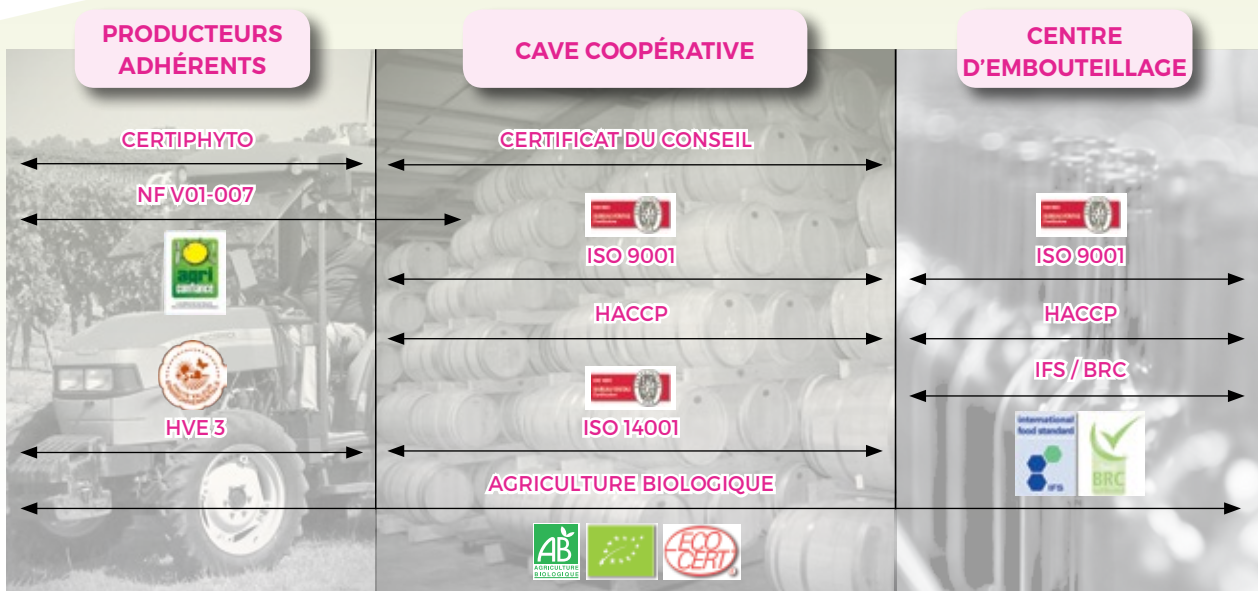 PRODUCTEURS
ADHÉRENTS
CAVE COOPÉRATIVE
CENTRE
D'EMBOUTEILLAGE
CERTIPHYTO
CERTIFICAT DU CONSEIL
NF V01-007
agri
confiance
ISO 9001
ISO 9001
HACCP
HACCP
IFS / BRC
HVE 3
ISO 14001
international
food standard
IFS
BRC
AGRICULTURE BIOLOGIQUE
AB
AGRICULTURE
BIOLOGIQUE
ECO
CERT